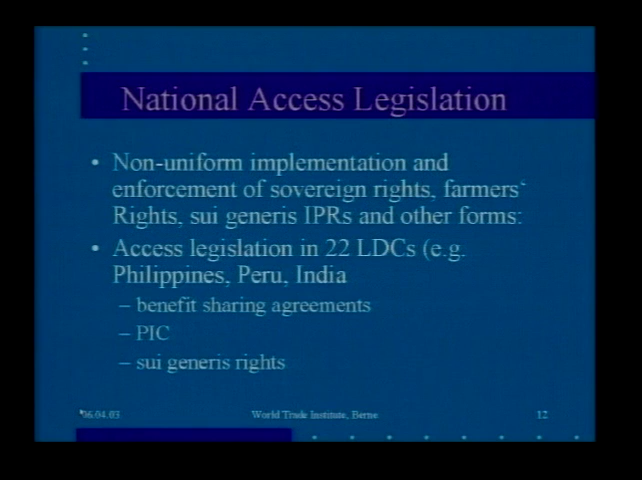 National Access Legislation
• Non-uniform implementation and
enforcement of sovereign rights, farmers‘
Rights, sui generis IPRs and other forms:
• Access legislation in 22 LDCs (e.g.
Philippines, Peru, India
– benefit sharing agreements
– PIC
– sui generis rights
06.04.03
World Trade Institute, Berne
12